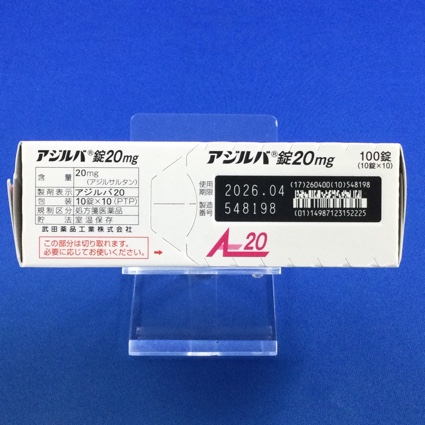 アジルバ®錠20mg
含量 20mg (アジルサルタン)
製剤表示 アジルバ20
包装 10錠×10(PTP)
規制区分 処方箋医薬品
貯法 室温保存
武田薬品工業株式会社
この部分は切り取れます。
必要に応じてお使いください。
アジルバ®錠20mg 100錠
(10錠×10)
使用期限 2026.04
製造番号 548198
(17)260400(10)548198
(01)14987123152225
A 20